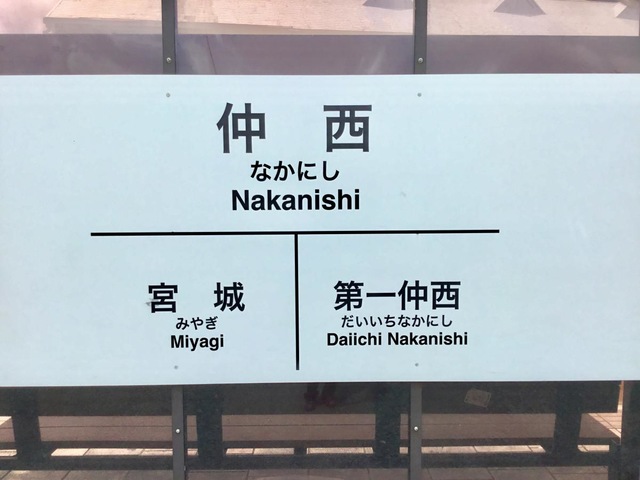 仲 西
なかにし
Nakanishi
宮 城
みやぎ
Miyagi
第一仲西
だいいちなかにし
Daiichi Nakanishi